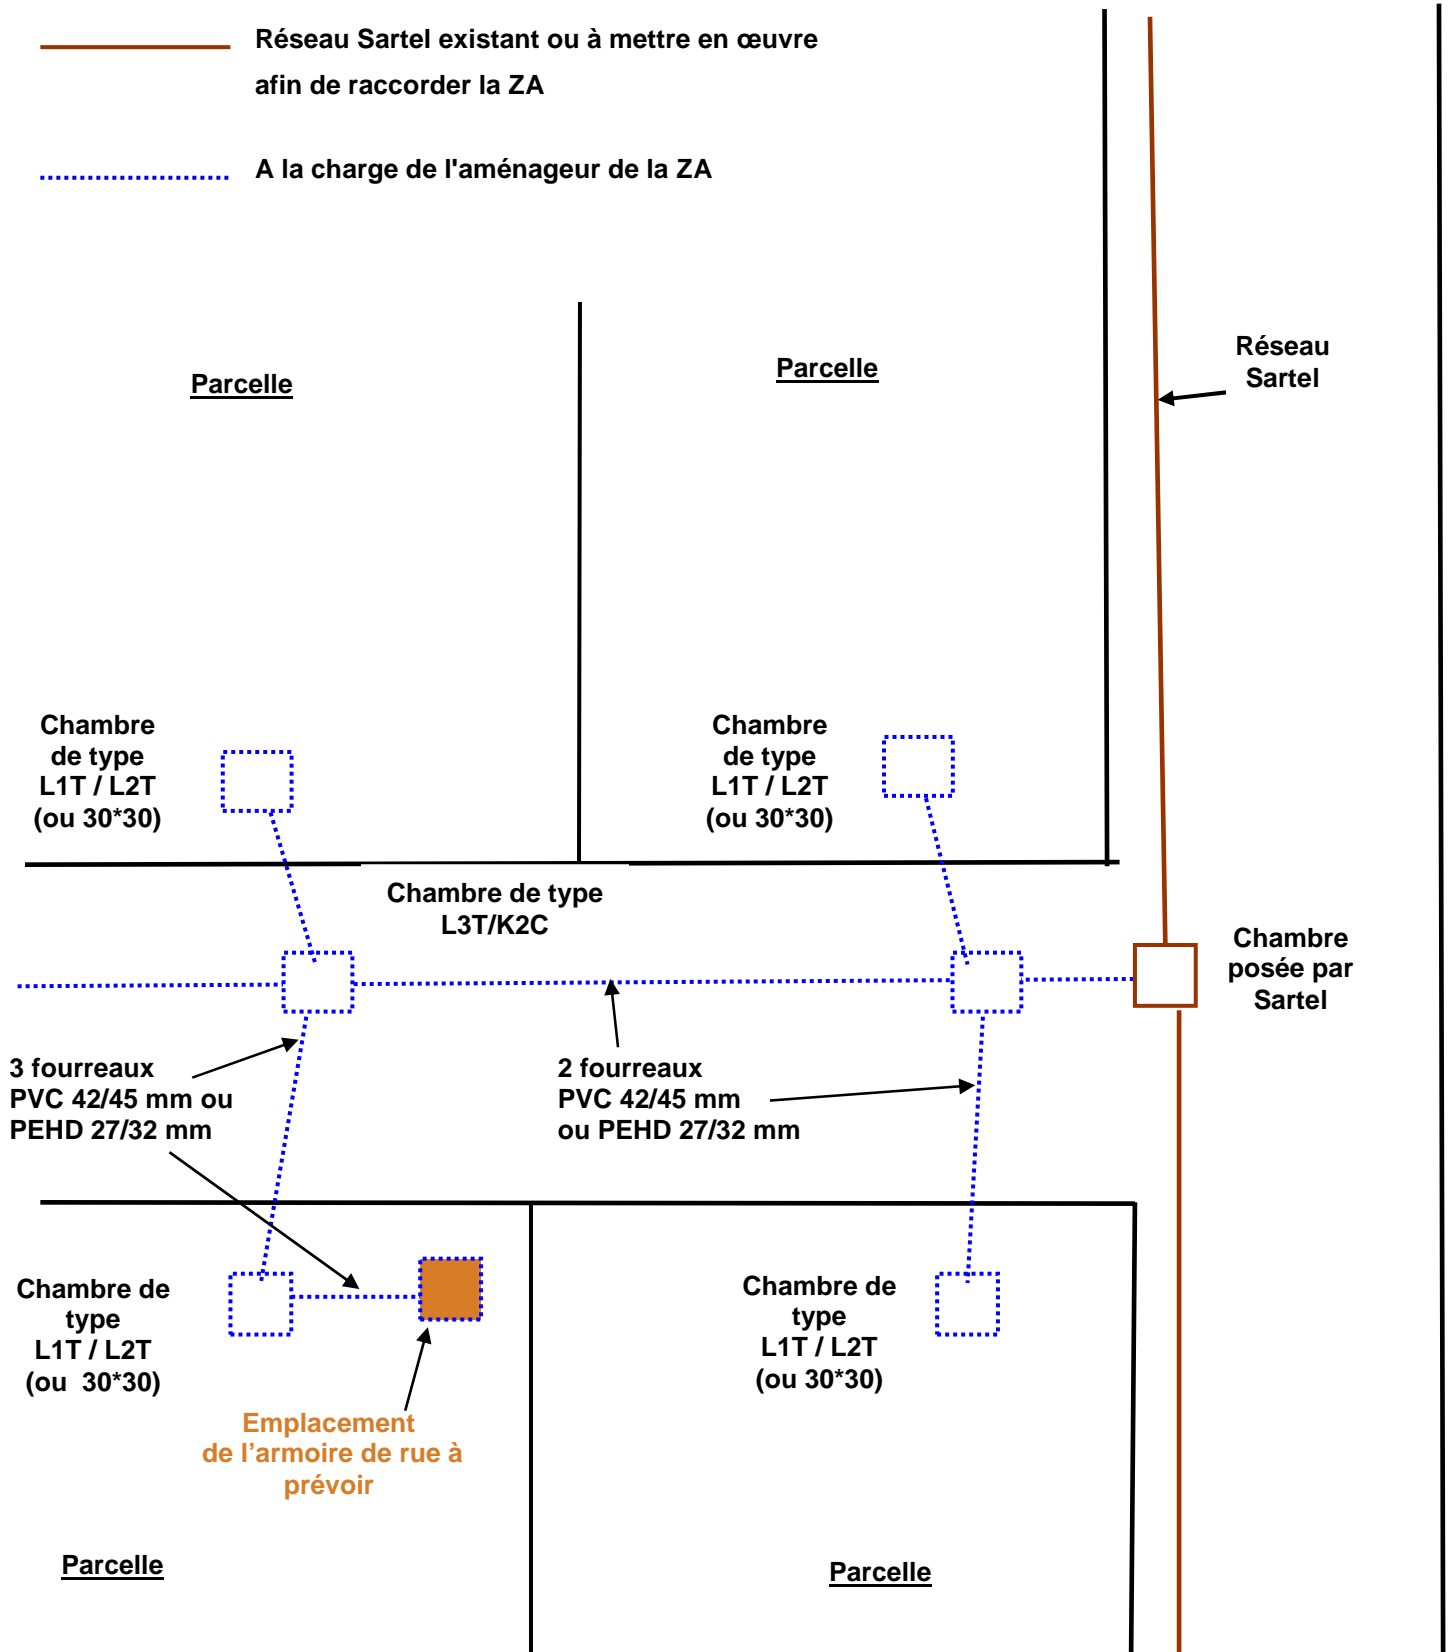 Réseau Sartel existant ou à mettre en œuvre
afin de raccorder la ZA
A la charge de l'aménageur de la ZA
Parcelle
Parcelle
Réseau
Sartel
Chambre
de type
L1T / L2T
(ou 30*30)
Chambre
de type
L1T / L2T
(ou 30*30)
Chambre de type
L3T/K2C
Chambre
posée par
Sartel
3 fourreaux
PVC 42/45 mm ou
PEHD 27/32 mm
2 fourreaux
PVC 42/45 mm
ou PEHD 27/32 mm
Chambre de
type
L1T / L2T
(ou 30*30)
Chambre de
type
L1T / L2T
(ou 30*30)
Emplacement
de l’armoire de rue à
prévoir
Parcelle
Parcelle